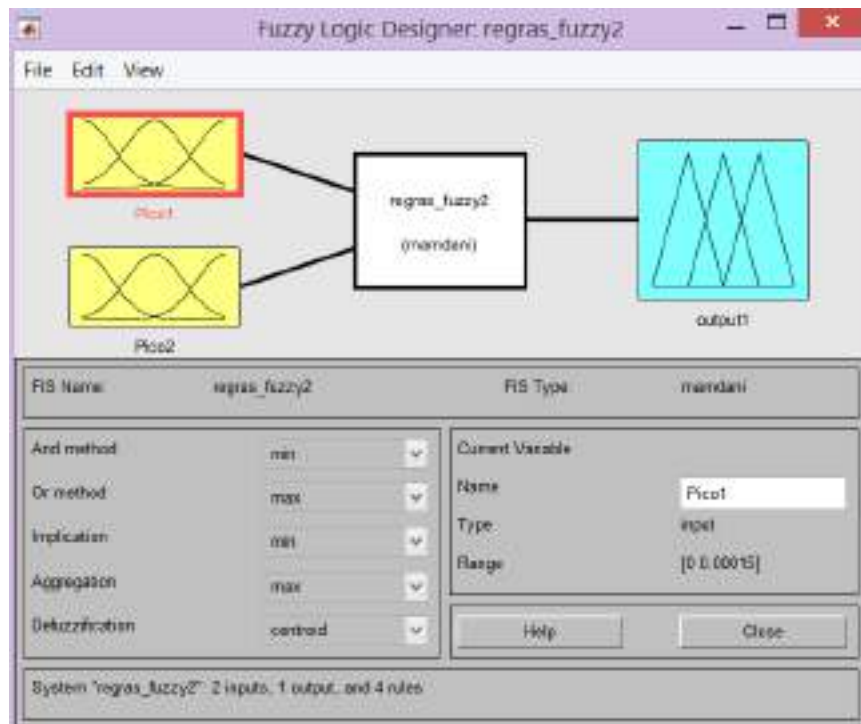 Fuzzy Logic Designer: regras_fuzzy2
File Edit View
Pico1
regras_fuzzy2
(mamdani)
Pico2
output1
FIS Name: regras_fuzzy2 FIS Type mamdani
And method min
Or method max
Implication min
Aggregation max
Defuzzification centroid
Current Variable
Name Pico1
Type input
Range [0 0.00015]
Help Close
System "regras_fuzzy2": 2 inputs, 1 output, and 4 rules